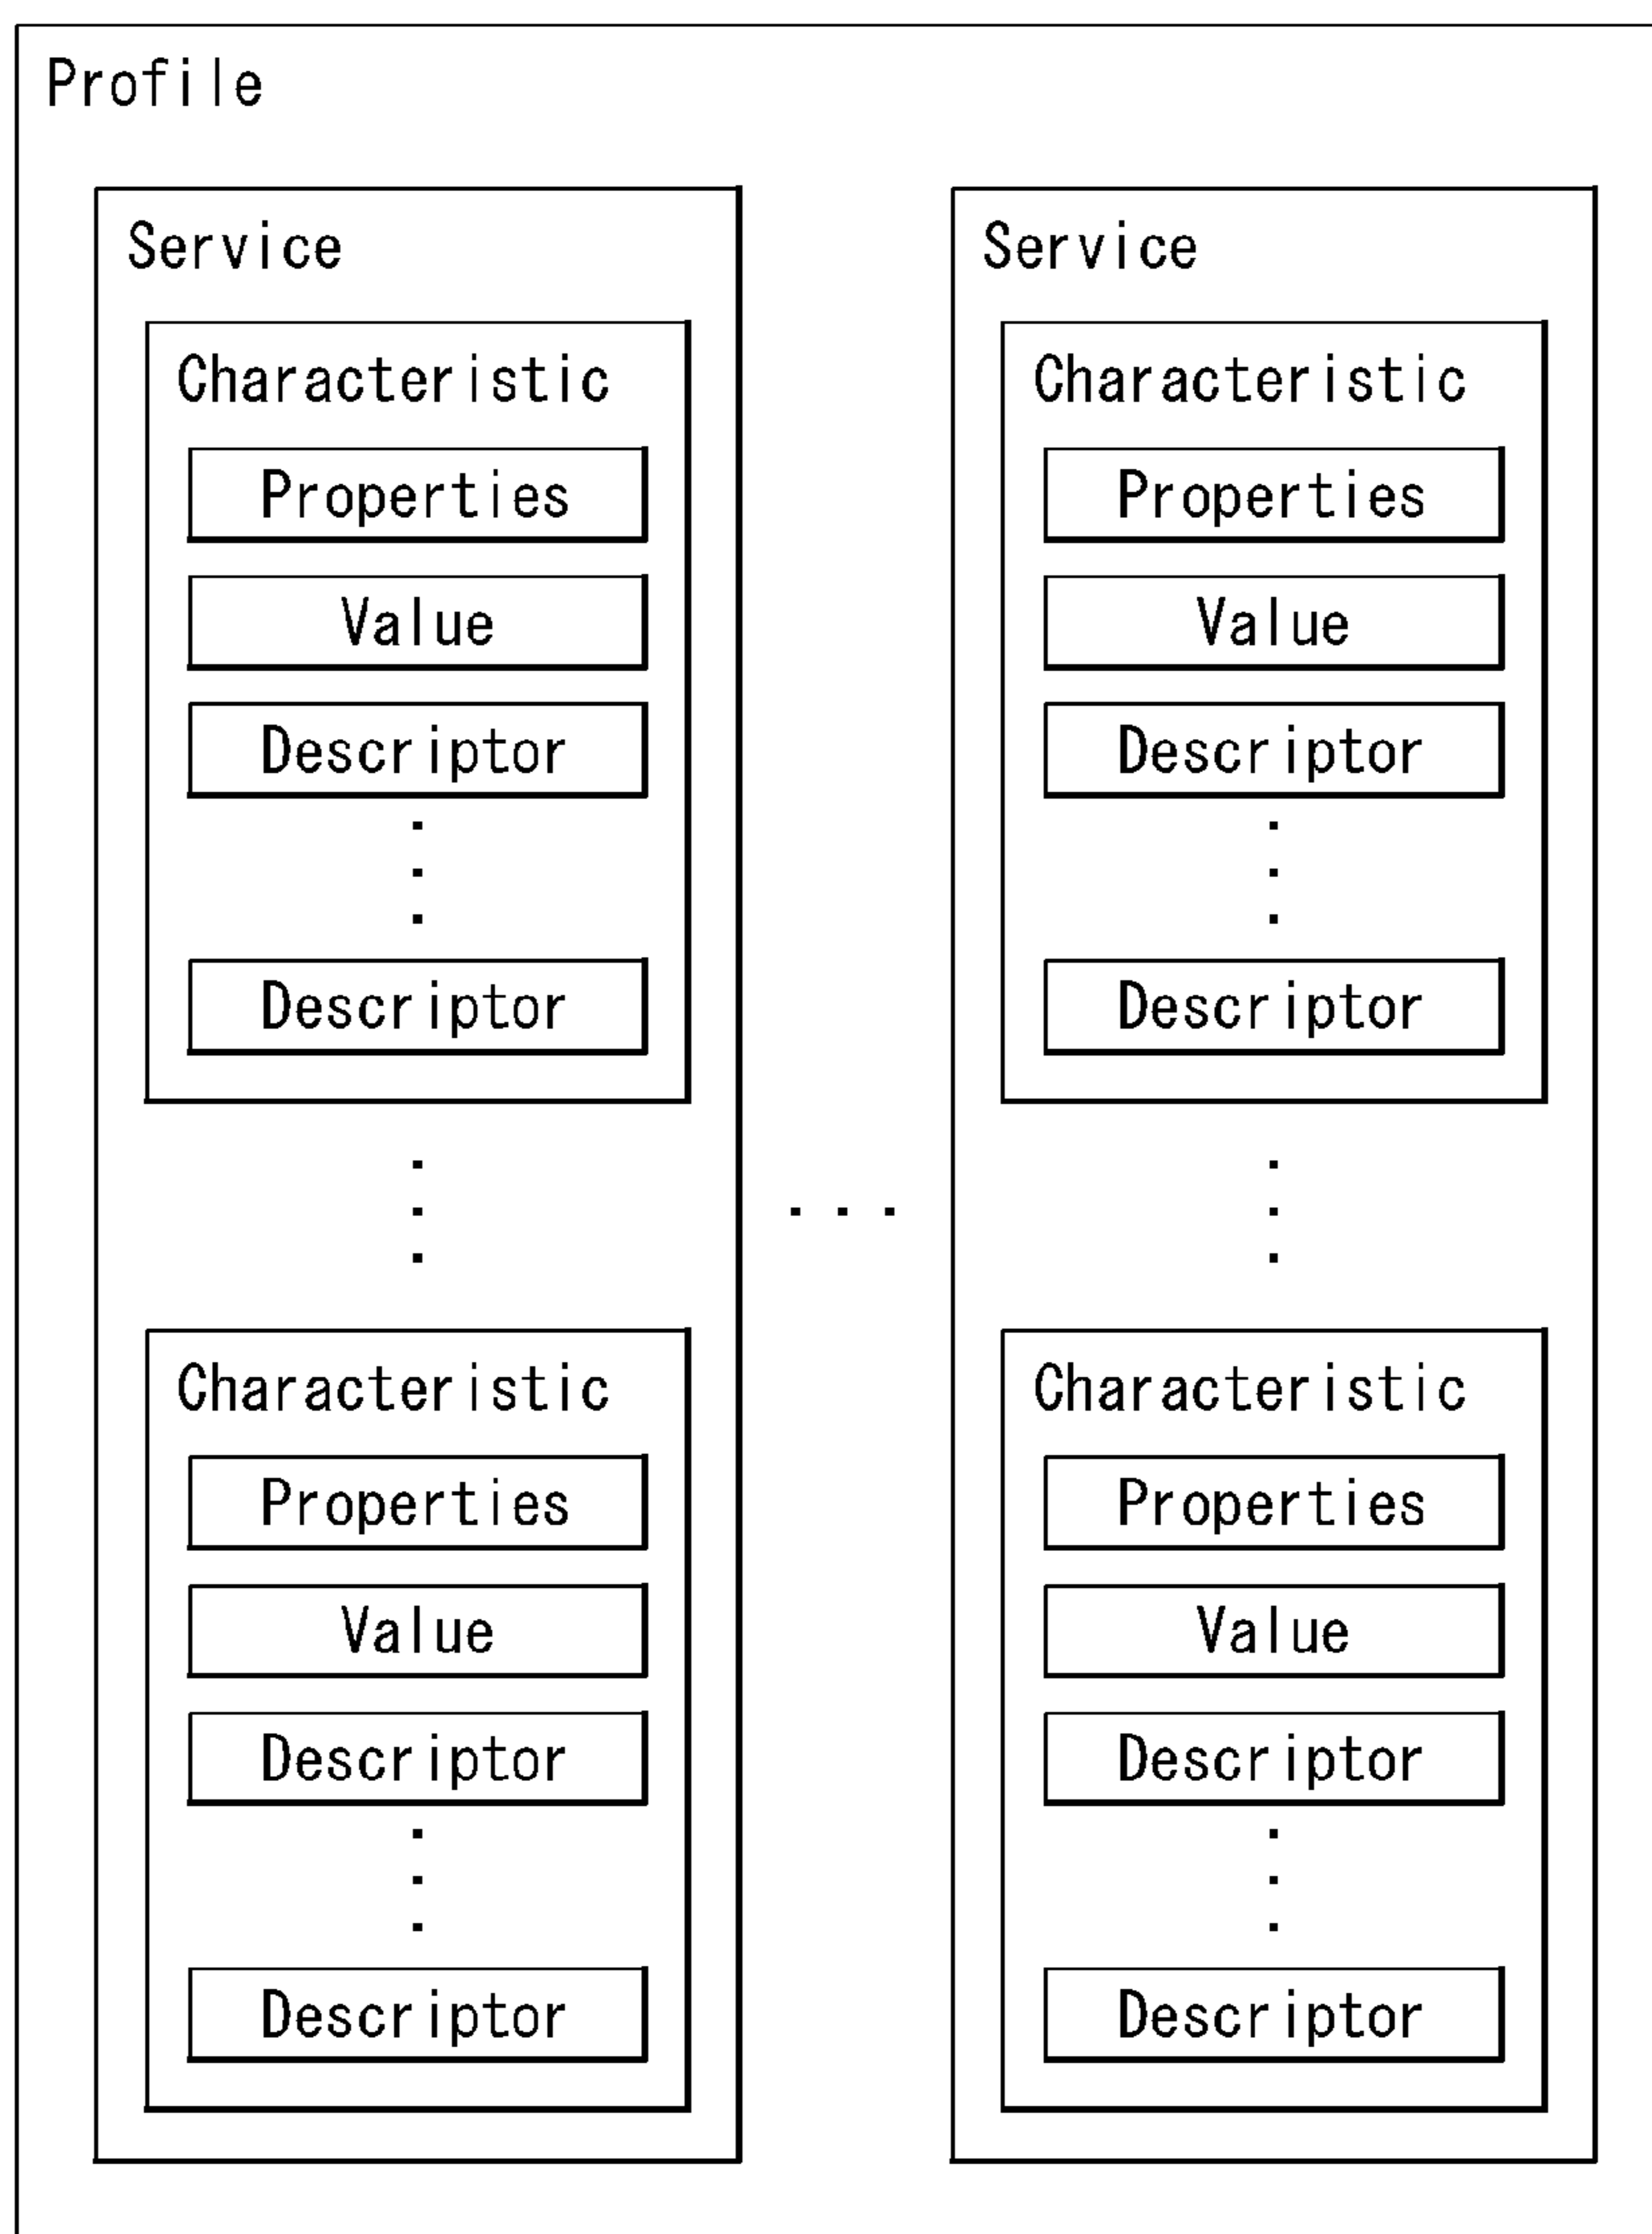 Profile
Service
Characteristic
Properties
Value
Descriptor
Descriptor
Characteristic
Properties
Value
Descriptor
Descriptor
Service
Characteristic
Properties
Value
Descriptor
Descriptor
Characteristic
Properties
Value
Descriptor
Descriptor